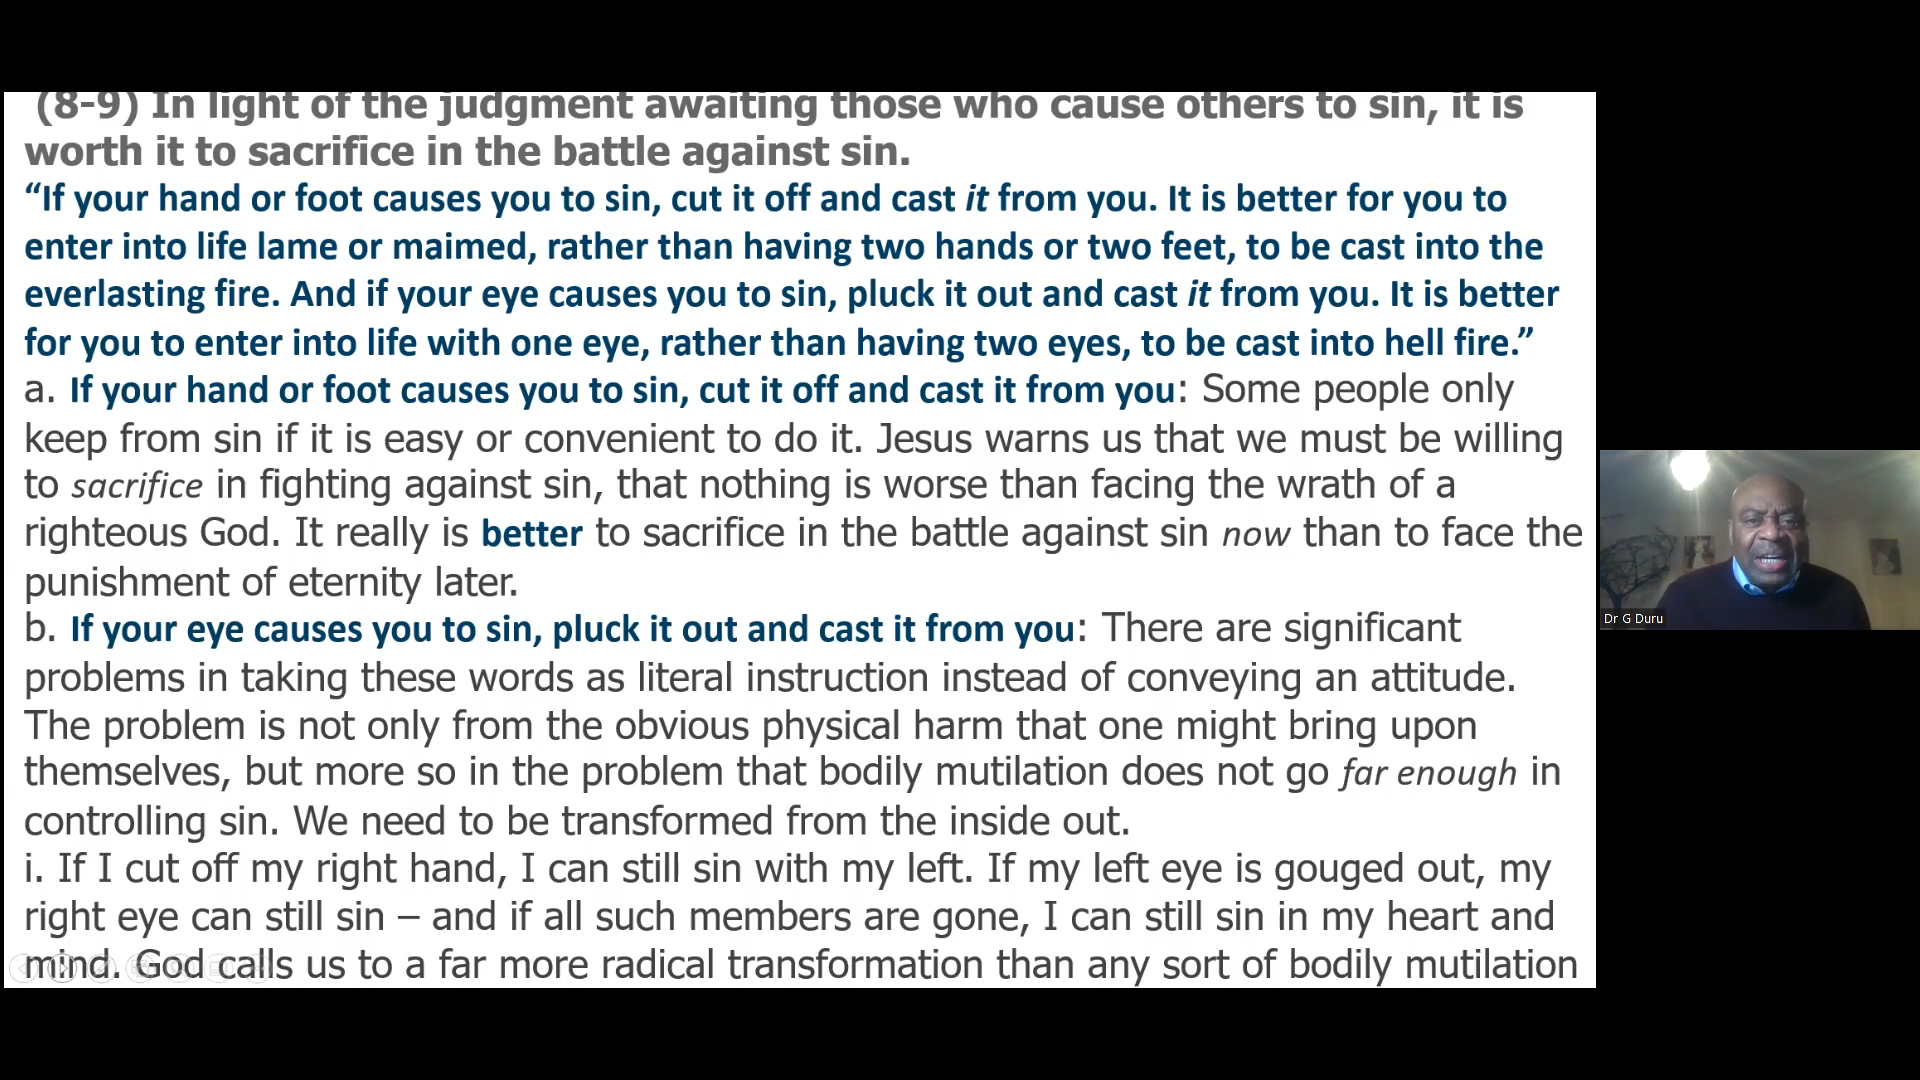 (8-9) In light of the judgment awaiting those who cause others to sin, it is
worth it to sacrifice in the battle against sin.
“If your hand or foot causes you to sin, cut it off and cast it from you. It is better for you to
enter into life lame or maimed, rather than having two hands or two feet, to be cast into the
everlasting fire. And if your eye causes you to sin, pluck it out and cast it from you. It is better
for you to enter into life with one eye, rather than having two eyes, to be cast into hell fire.”
a. If your hand or foot causes you to sin, cut it off and cast it from you: Some people only
keep from sin if it is easy or convenient to do it. Jesus warns us that we must be willing
to sacrifice in fighting against sin, that nothing is worse than facing the wrath of a
righteous God. It really is better to sacrifice in the battle against sin now than to face the
punishment of eternity later.
b. If your eye causes you to sin, pluck it out and cast it from you: There are significant
problems in taking these words as literal instruction instead of conveying an attitude.
The problem is not only from the obvious physical harm that one might bring upon
themselves, but more so in the problem that bodily mutilation does not go far enough in
controlling sin. We need to be transformed from the inside out.
i. If I cut off my right hand, I can still sin with my left. If my left eye is gouged out, my
right eye can still sin – and if all such members are gone, I can still sin in my heart and
mind. God calls us to a far more radical transformation than any sort of bodily mutilation
Dr G Duru